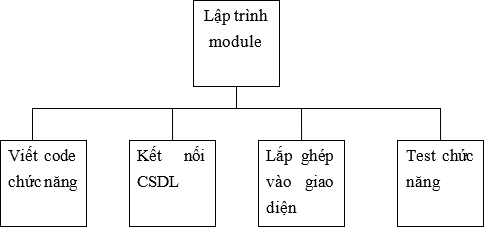 Lập trình
module
Viết code
chức năng
Kết nối
CSDL
Lắp ghép
vào giao
diện
Test chức
năng